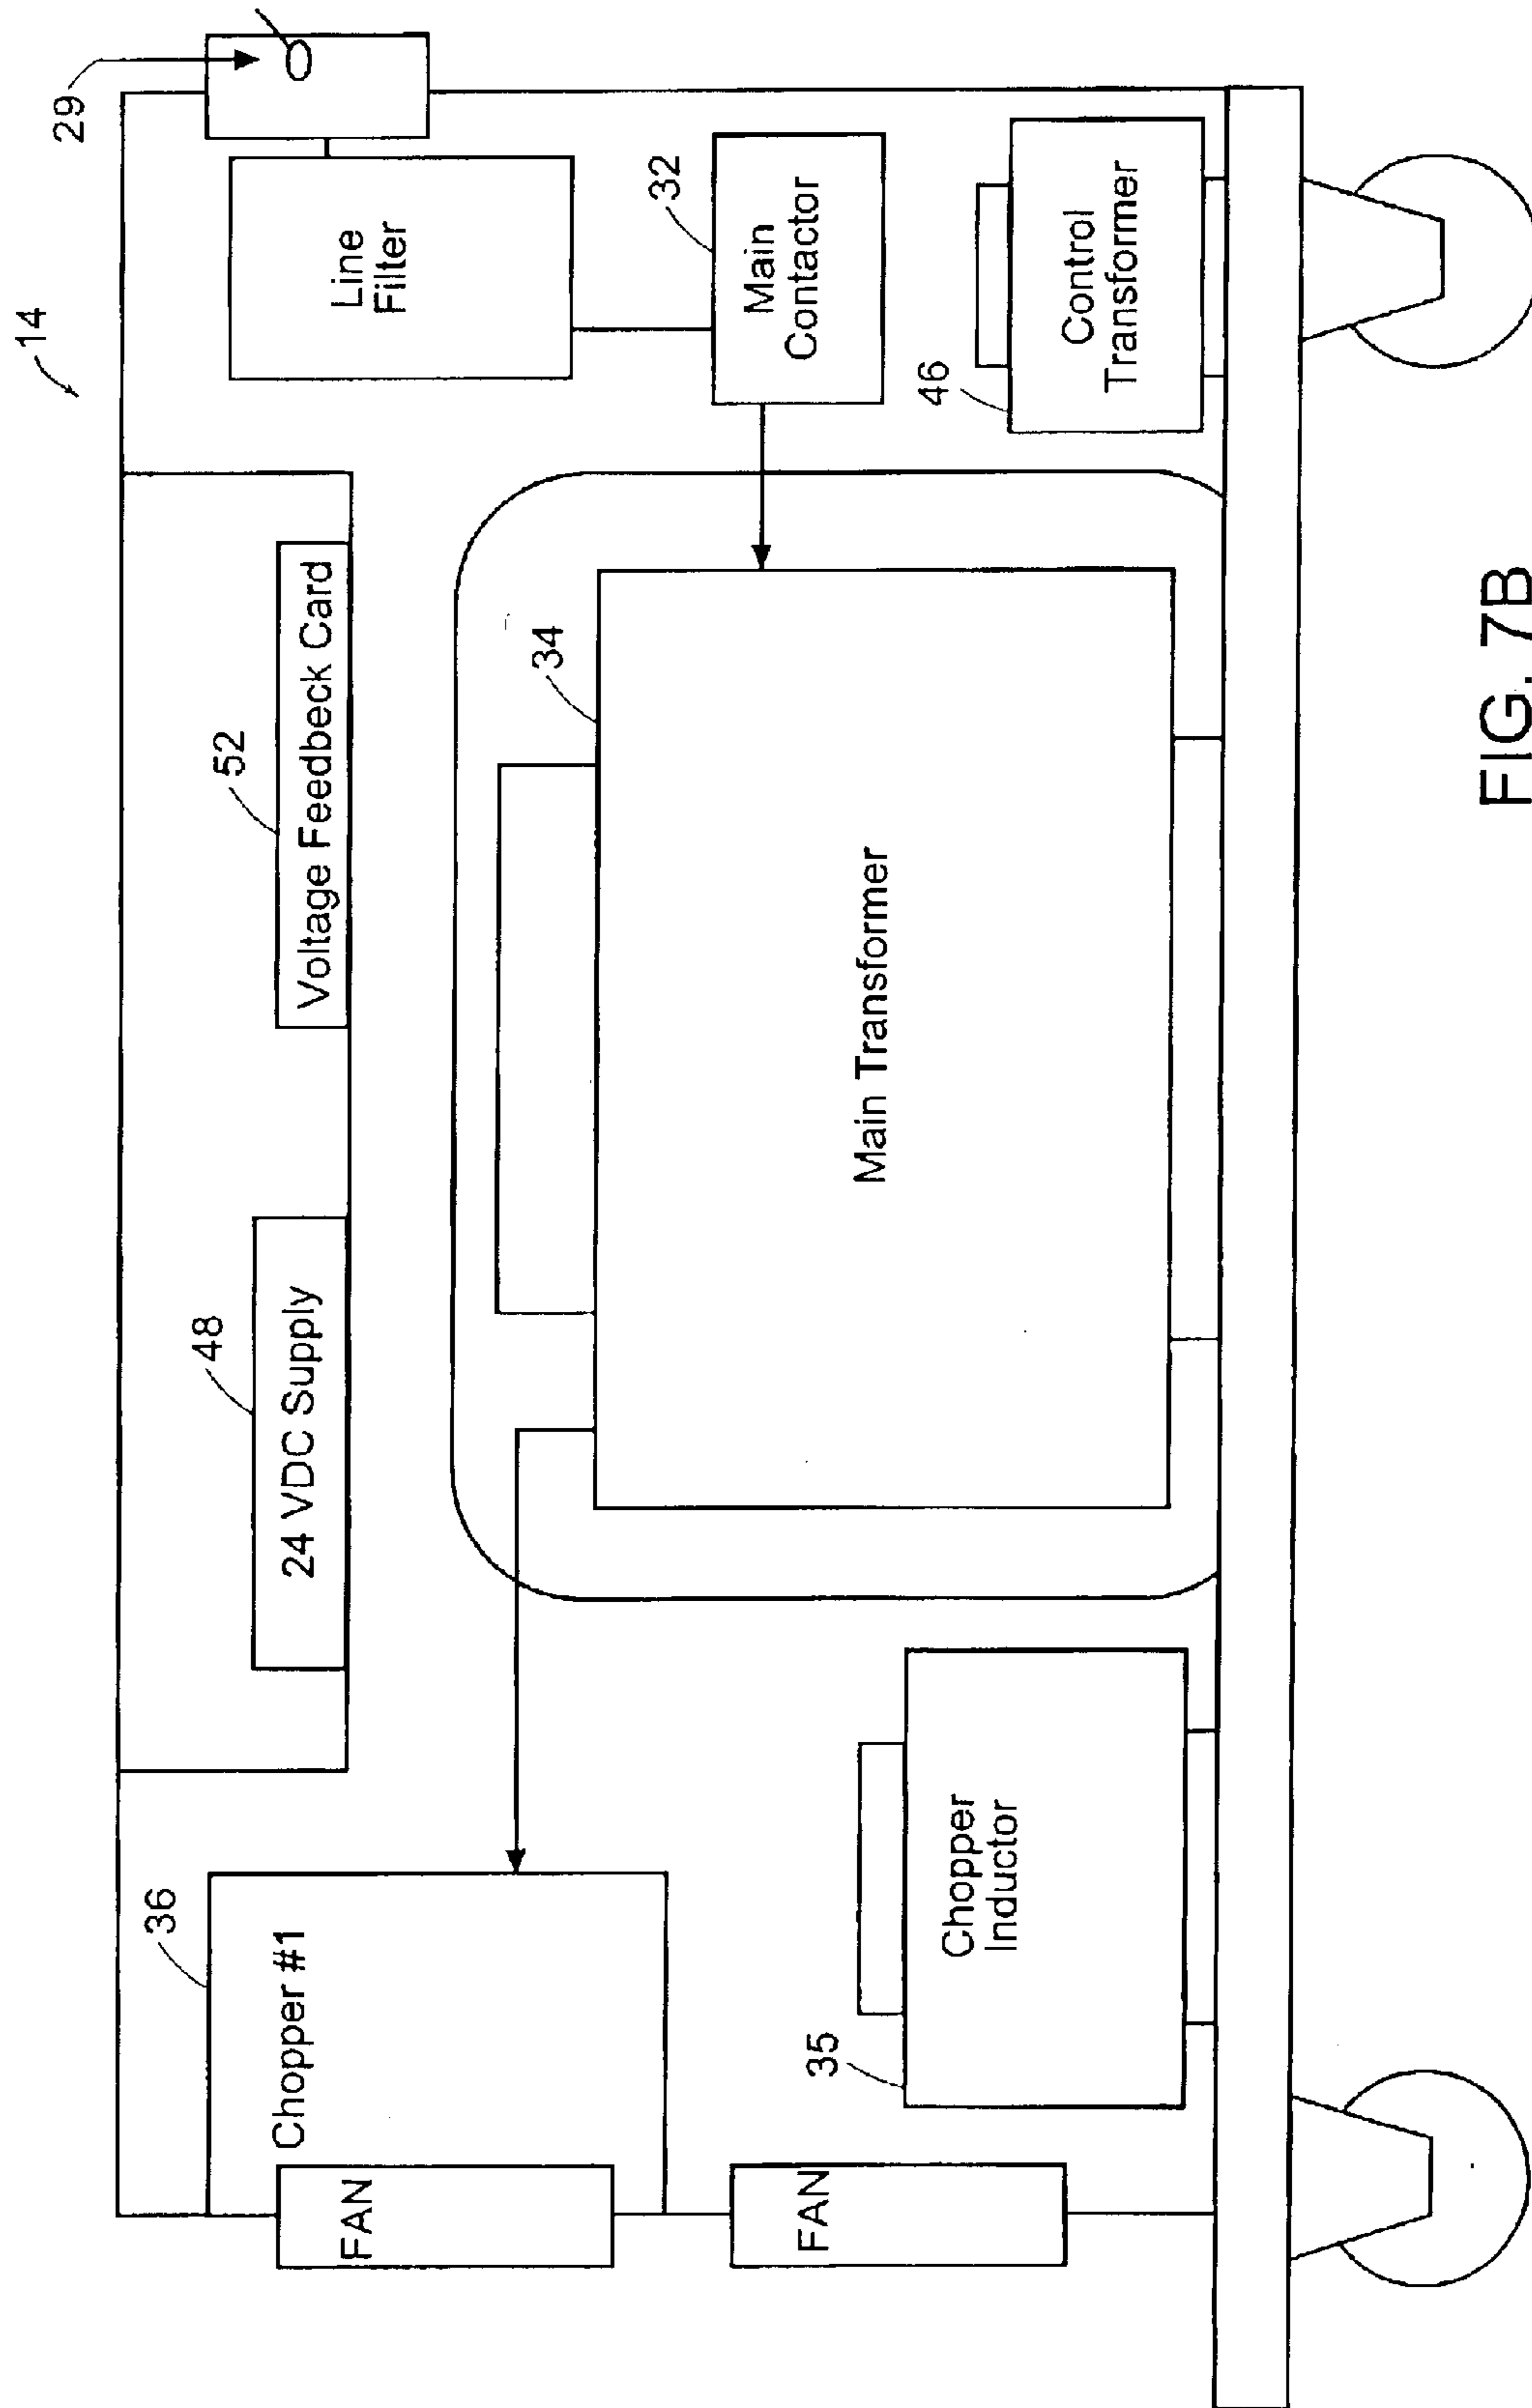 14
29
Line
Filter
32
Main
Contactor
46
Control
Transformer
52
Voltage Feedbeck Card
48
24 VDC Supply
34
Main Transformer
36
Chopper #1
35
Chopper
Inductor
FAN
FAN
FIG. 7B